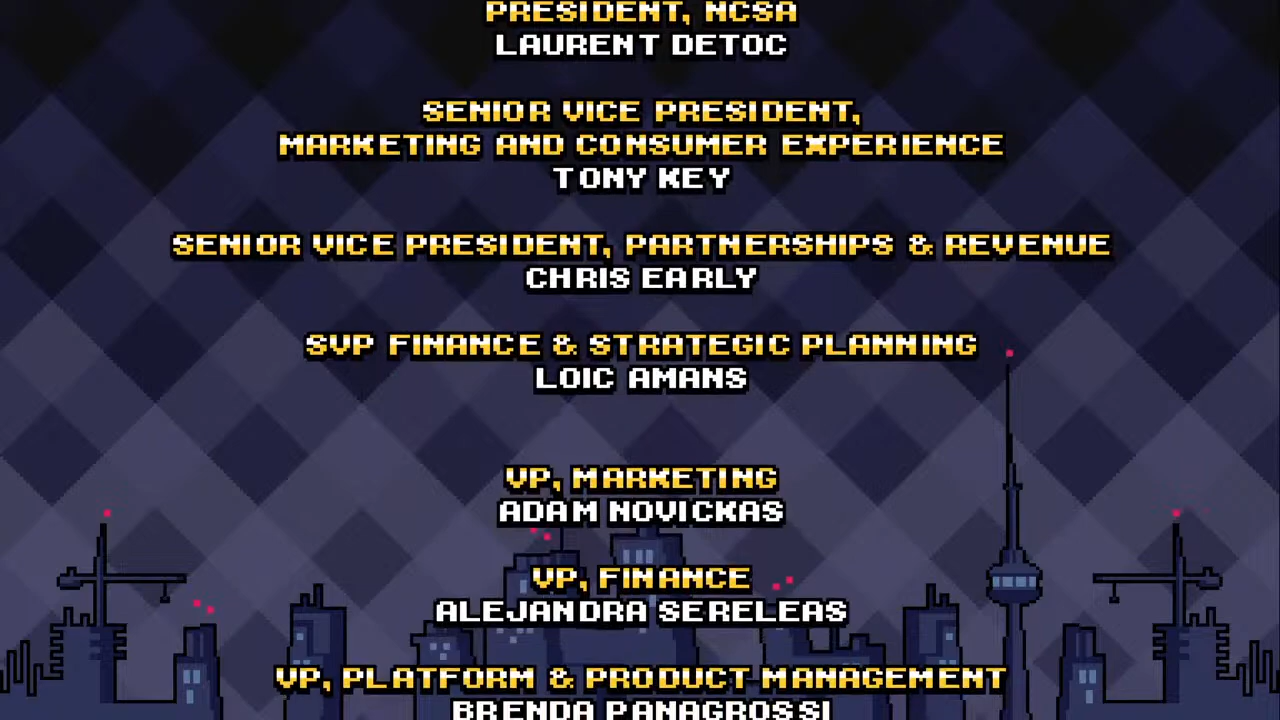 PRESIDENT, NCSA
LAURENT DETOC
SENIOR VICE PRESIDENT,
MARKETING AND CONSUMER EXPERIENCE
TONY KEY
SENIOR VICE PRESIDENT, PARTNERSHIPS & REVENUE
CHRIS EARLY
SVP FINANCE & STRATEGIC PLANNING
LOIC AMANS
VP, MARKETING
ADAM NOVICKAS
VP, FINANCE
ALEJANDRA SERELEAS
VP, PLATFORM & PRODUCT MANAGEMENT
BRENDA PANAGROSSI